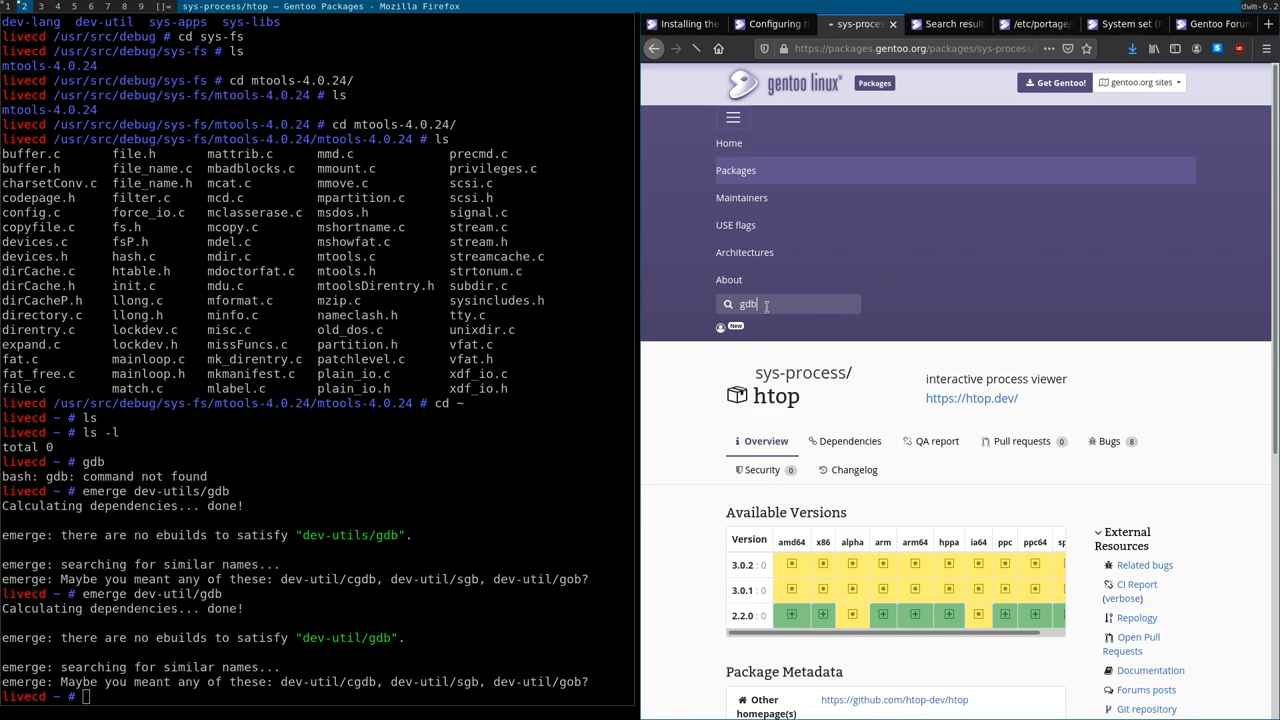 1 2 3 4 5 6 7 8 9 []= sys-process/htop — Gentoo Packages - Mozilla Firefox
dwm-6.2
dev-lang dev-util sys-apps sys-libs
livecd /usr/src/debug # cd sys-fs
livecd /usr/src/debug/sys-fs # ls
mtools-4.0.24
livecd /usr/src/debug/sys-fs # cd mtools-4.0.24/
livecd /usr/src/debug/sys-fs/mtools-4.0.24 # ls
mtools-4.0.24
livecd /usr/src/debug/sys-fs/mtools-4.0.24 # cd mtools-4.0.24/
livecd /usr/src/debug/sys-fs/mtools-4.0.24/mtools-4.0.24 # ls
buffer.c file.h mattrib.c mmd.c precmd.c
buffer.h file_name.c mbadblocks.c mmount.c privileges.c
charsetConv.c file_name.h mcat.c mmove.c scsi.c
codepage.h filter.c mcd.c mpartition.c scsi.h
config.c force_io.c mclasserase.c msdos.h signal.c
copyfile.c fs.h mcopy.c mshortname.c stream.c
devices.c fsP.h mdel.c mshowfat.c stream.h
devices.h hash.c mdir.c mtools.c streamcache.c
dirCache.c htable.h mdoctorfat.c mtools.h strtonum.c
dirCache.h init.c mdu.c mtoolsDirentry.h subdir.c
dirCacheP.h llong.c mformat.c mzip.c sysincludes.h
directory.c llong.h minfo.c nameclash.h tty.c
direntry.c lockdev.c misc.c old_dos.c unixdir.c
expand.c lockdev.h missFuncs.c partition.h vfat.c
fat.c mainloop.c mk_direntry.c patchlevel.c vfat.h
fat_free.c mainloop.h mkmanifest.c plain_io.c xdf_io.c
file.c match.c mlabel.c plain_io.h xdf_io.h
livecd /usr/src/debug/sys-fs/mtools-4.0.24/mtools-4.0.24 # cd ~
livecd ~ # ls
livecd ~ # ls -l
total 0
livecd ~ # gdb
bash: gdb: command not found
livecd ~ # emerge dev-utils/gdb
Calculating dependencies... done!
emerge: there are no ebuilds to satisfy "dev-utils/gdb".
emerge: searching for similar names...
emerge: Maybe you meant any of these: dev-util/cgdb, dev-util/sgb, dev-util/gob?
livecd ~ # emerge dev-util/gdb
Calculating dependencies... done!
emerge: there are no ebuilds to satisfy "dev-util/gdb".
emerge: searching for similar names...
emerge: Maybe you meant any of these: dev-util/cgdb, dev-util/sgb, dev-util/gob?
livecd ~ #
Installing the
Configuring t
sys-proces
Search result
/etc/portage/
System set (F
Gentoo Foru
https://packages.gentoo.org/packages/sys-process/
gentoo linux
Packages
Get Gentoo!
gentoo.org sites
Home
Packages
Maintainers
USE flags
Architectures
About
gdb
New
sys-process/
htop
interactive process viewer
https://htop.dev/
Overview Dependencies QA report Pull requests 0 Bugs 8
Security 0 Changelog
Available Versions
Version amd64 x86 alpha arm arm64 hppa ia64 ppc ppc64 sp
3.0.2 : 0
3.0.1 : 0
2.2.0 : 0
External
Resources
Related bugs
CI Report
(verbose)
Repology
Open Pull
Requests
Documentation
Forums posts
Git repository
Package Metadata
Other
homepage(s)
https://github.com/htop-dev/htop